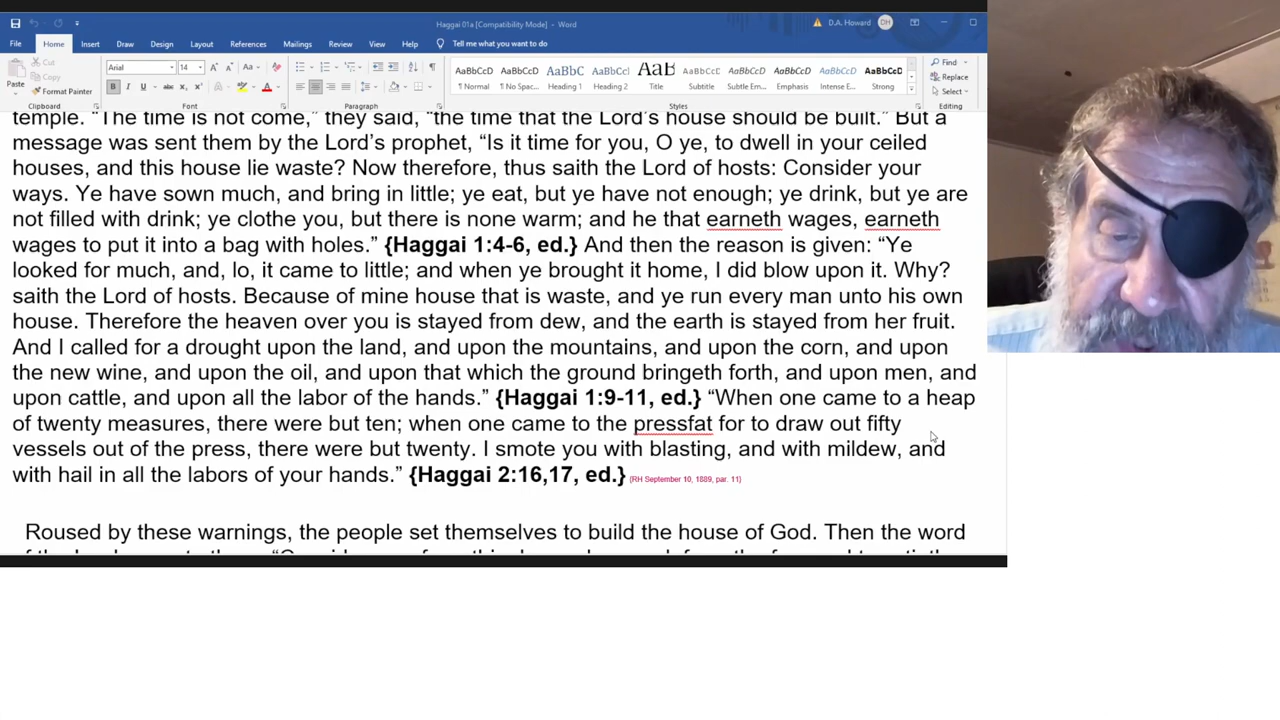 Haggai 01a [Compatibility Mode] - Word
D.A. Howard
DH
File Home Insert Draw Design Layout References Mailings Review View Help Tell me what you want to do
Cut
Copy
Format Painter
Paste
Clipboard
Arial 14
Font
Paragraph
AaBbCcD AaBbCcD AaBbC AaBbCcI AaB AaBbCcD AaBbCcD AaBbCcD AaBbCcD AaBbCcD
¶ Normal ¶ No Spac... Heading 1 Heading 2 Title Subtitle Subtle Em... Emphasis Intense E... Strong
Styles
Find
Replace
Select
Editing
temple. “The time is not come,” they said, “the time that the Lord’s house should be built.” But a
message was sent them by the Lord’s prophet, “Is it time for you, O ye, to dwell in your ceiled
houses, and this house lie waste? Now therefore, thus saith the Lord of hosts: Consider your
ways. Ye have sown much, and bring in little; ye eat, but ye have not enough; ye drink, but ye are
not filled with drink; ye clothe you, but there is none warm; and he that earneth wages, earneth
wages to put it into a bag with holes.” {Haggai 1:4-6, ed.} And then the reason is given: “Ye
looked for much, and, lo, it came to little; and when ye brought it home, I did blow upon it. Why?
saith the Lord of hosts. Because of mine house that is waste, and ye run every man unto his own
house. Therefore the heaven over you is stayed from dew, and the earth is stayed from her fruit.
And I called for a drought upon the land, and upon the mountains, and upon the corn, and upon
the new wine, and upon the oil, and upon that which the ground bringeth forth, and upon men, and
upon cattle, and upon all the labor of the hands.” {Haggai 1:9-11, ed.} “When one came to a heap
of twenty measures, there were but ten; when one came to the pressfat for to draw out fifty
vessels out of the press, there were but twenty. I smote you with blasting, and with mildew, and
with hail in all the labors of your hands.” {Haggai 2:16,17, ed.} {RH September 10, 1889, par. 11}
Roused by these warnings, the people set themselves to build the house of God. Then the word